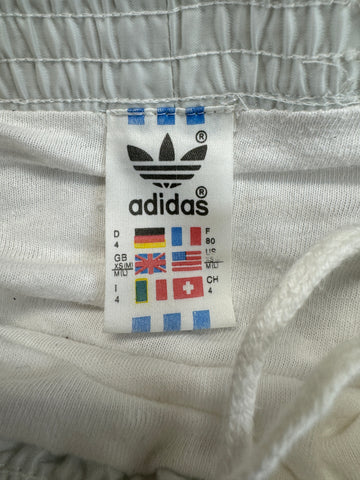 ®
adidas®
D F
4 80
GB US
XS(M) M/L
M/L
I CH
4 4